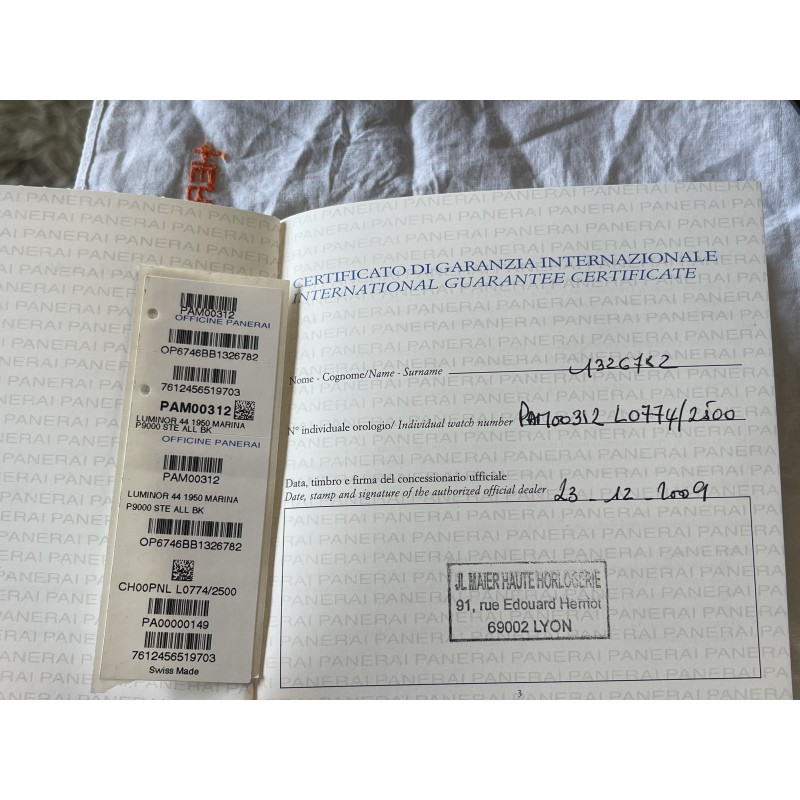 PAM00312
OFFICINE PANERAI
OP6746BB1326782
7612456519703
PAM00312
LUMINOR 44 1950 MARINA
P9000 STE ALL BK
OFFICINE PANERAI
PAM00312
LUMINOR 44 1950 MARINA
P9000 STE ALL BK
OP6746BB1326782
CH00PNL L0774/2500
PA00000149
7612456519703
Swiss Made
CERTIFICATO DI GARANZIA INTERNAZIONALE
INTERNATIONAL GUARANTEE CERTIFICATE
Nome - Cognome/Name - Surname 1326782
N° individuale orologio/ Individual watch number PAM00312 L0774/2500
Data, timbro e firma del concessionario ufficiale
Date, stamp and signature of the authorized official dealer 23 - 12 - 2009
JL MAIER HAUTE HORLOGERIE
91, rue Edouard Herriot
69002 LYON
3